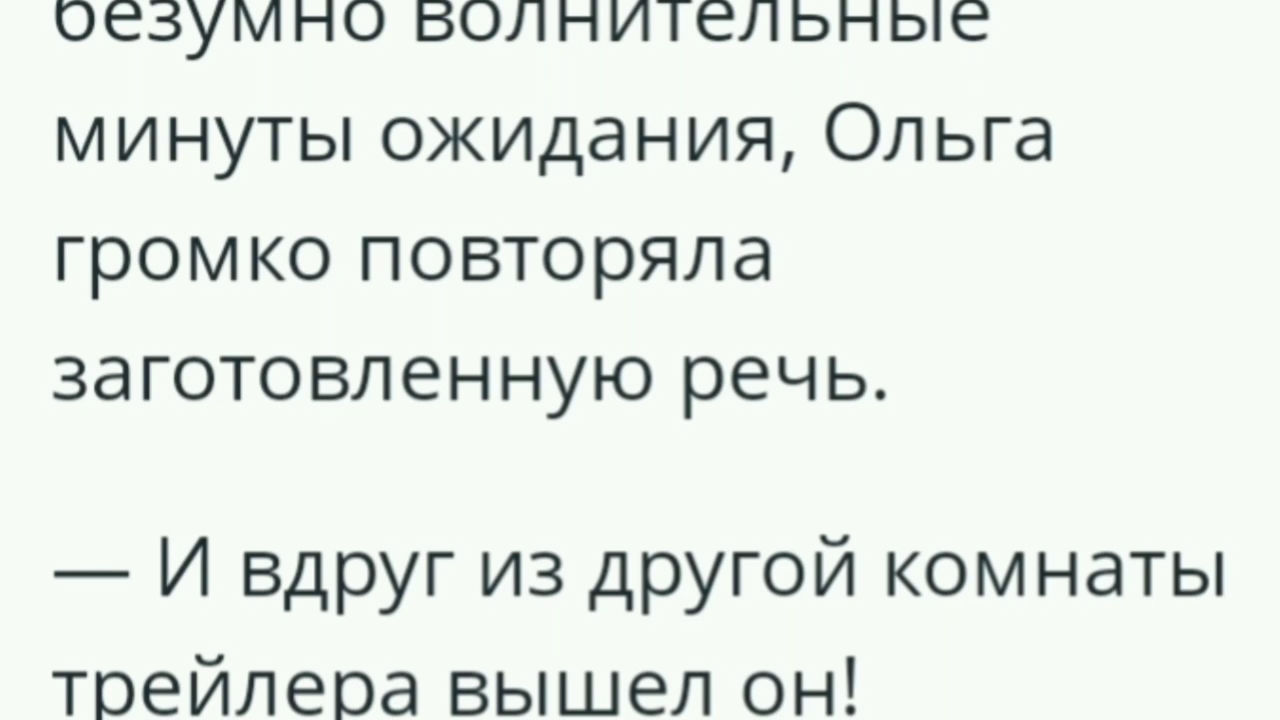 безумно волнительные
минуты ожидания, Ольга
громко повторяла
заготовленную речь.
— И вдруг из другой комнаты
трейлера вышел он!